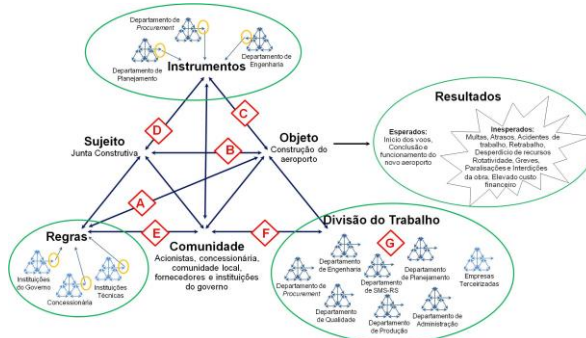 Departamento de
Procurement
Departamento de
Planejamento
Departamento de
Engenharia
Instrumentos
D
C
Sujeito
Junta Construtiva
B
Objeto
Construção do
aeroporto
Resultados
Esperados:
Início dos voos,
Conclusão e
funcionamento do
novo aeroporto
Inesperados:
Multas, Atrasos, Acidentes de
trabalho, Retrabalho,
Desperdício de recursos
Rotatividade, Greves,
Paralisações e Interdições
da obra, Elevado custo
financeiro
A
Regras
E
Comunidade
Acionistas, concessionária,
comunidade local,
fornecedores e instituições
do governo
F
Divisão do Trabalho
G
Instituições
do Governo
Concessionária
Instituições
Técnicas
Departamento
de Engenharia
Departamento
de SMS-RS
Departamento
de Planejamento
Empresas
Terceirizadas
Departamento
de Procurement
Departamento
de Qualidade
Departamento
de Produção
Departamento
de Administração